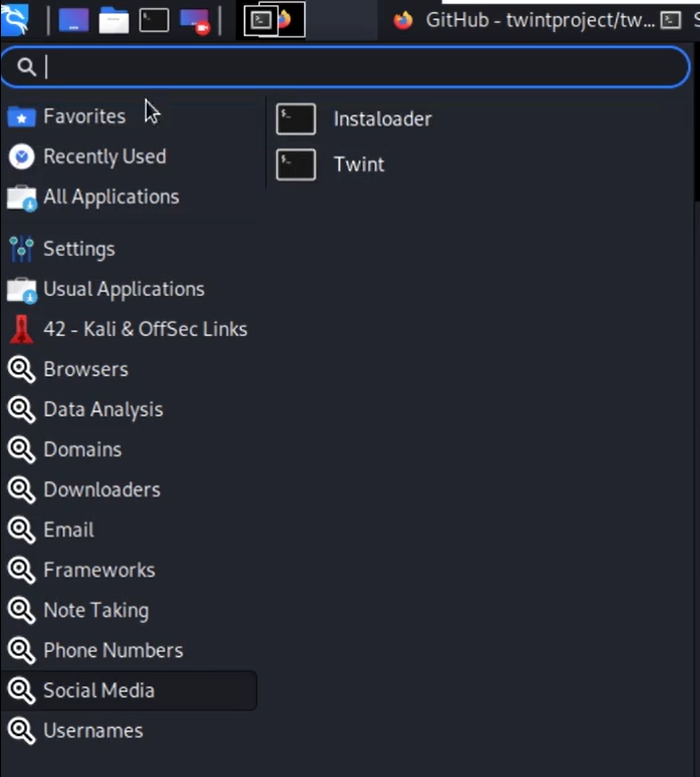 GitHub - twintproject/tw...
Favorites
Recently Used
All Applications
Settings
Usual Applications
42 - Kali & OffSec Links
Browsers
Data Analysis
Domains
Downloaders
Email
Frameworks
Note Taking
Phone Numbers
Social Media
Usernames
Instaloader
Twint